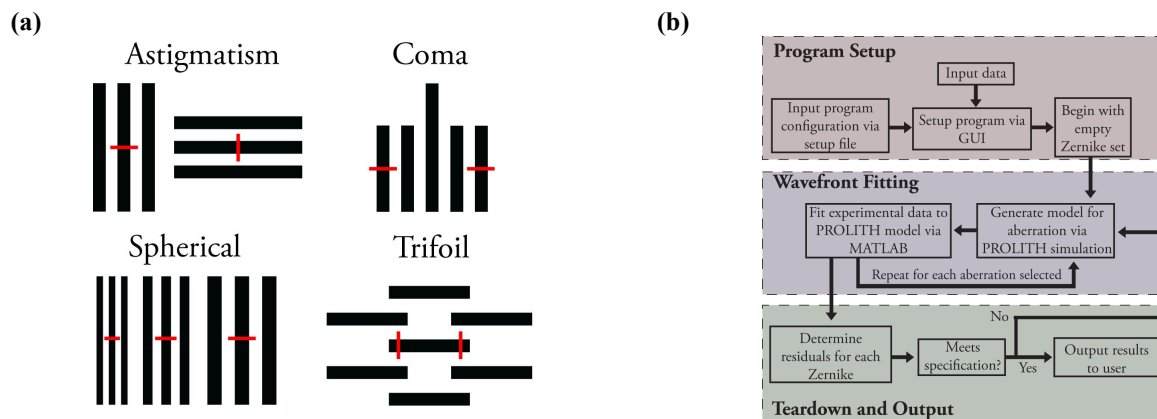 (a)
Astigmatism
Coma
Spherical
Trifoil
(b)
Program Setup
Input data
Input program
configuration via
setup file
Setup program via
GUI
Begin with
empty
Zernike set
Wavefront Fitting
Fit experimental data to
PROLITH model via
MATLAB
Generate model for
aberration via
PROLITH simulation
Repeat for each aberration selected
No
Determine
residuals for each
Zernike
Meets
specification?
Yes
Output results
to user
Teardown and Output